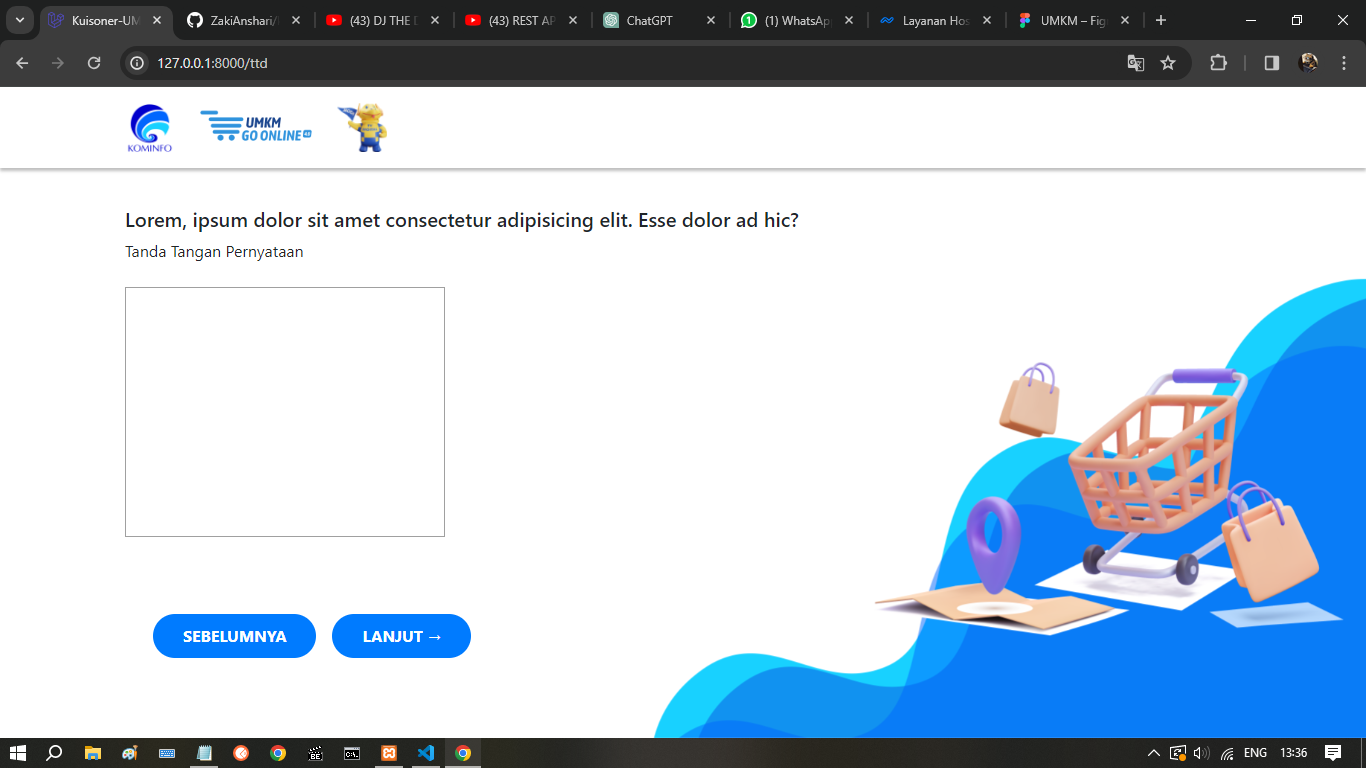 Kuisoner-UM
ZakiAnshari/
(43) DJ THE D
(43) REST AP
ChatGPT
(1) WhatsAp
Layanan Hos
UMKM – Fig
127.0.0.1:8000/ttd
KOMINFO
UMKM
GO ONLINE
Lorem, ipsum dolor sit amet consectetur adipisicing elit. Esse dolor ad hic?
Tanda Tangan Pernyataan
SEBELUMNYA
LANJUT →
BE
C:\.
ENG
13:36